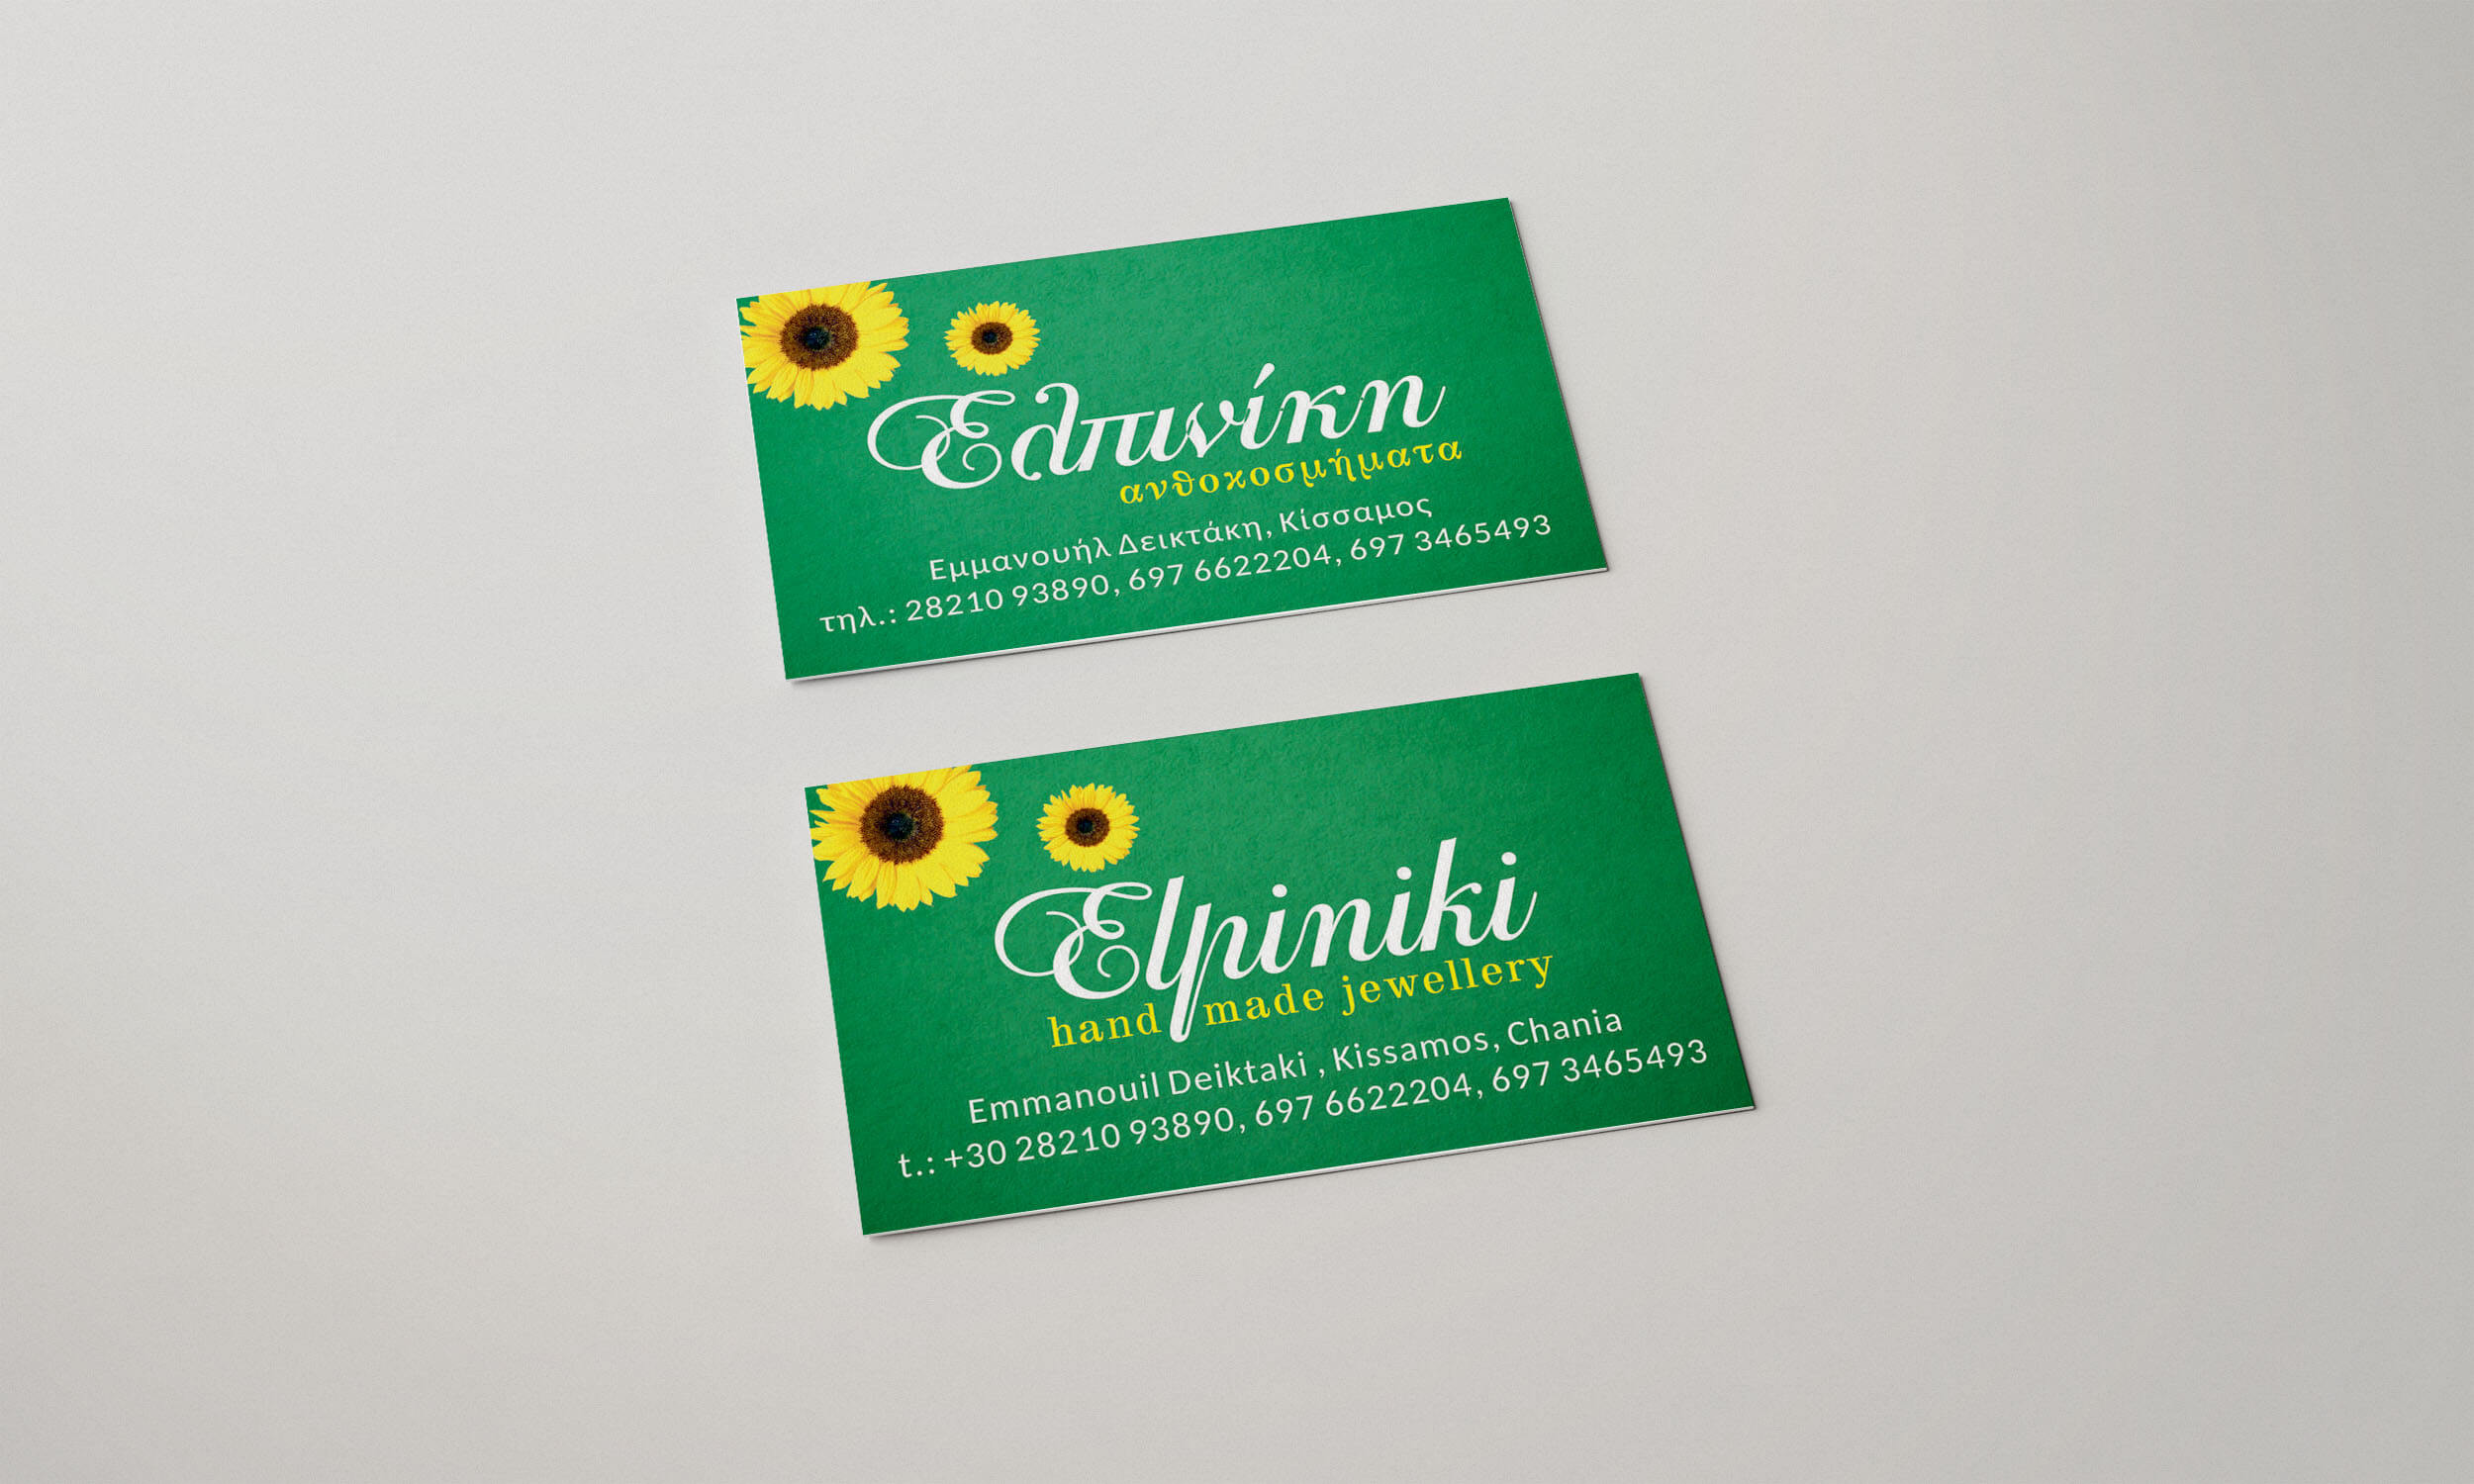 Ελπινίκη
ανθοκοσμήματα
Εμμανουήλ Δεικτάκη, Κίσσαμος
τηλ.: 28210 93890, 697 6622204, 697 3465493
Elpiniki
hand made jewellery
Emmanouil Deiktaki , Kissamos, Chania
t.: +30 28210 93890, 697 6622204, 697 3465493